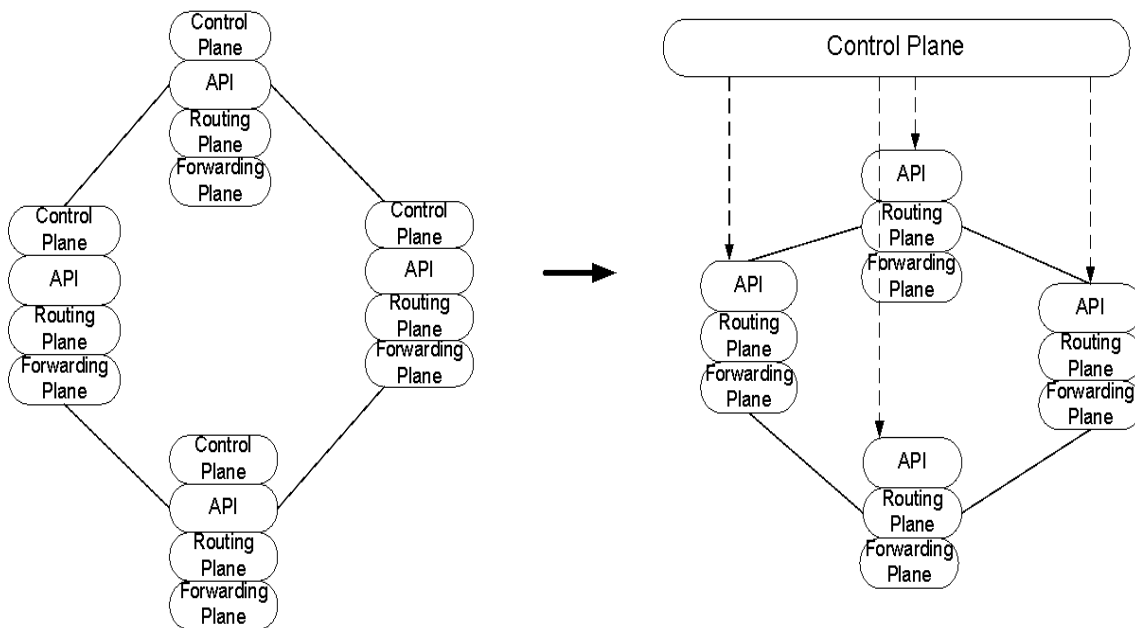 Control
Plane
API
Routing
Plane
Forwarding
Plane
Control
Plane
API
Routing
Plane
Forwarding
Plane
Control
Plane
API
Routing
Plane
Forwarding
Plane
Control
Plane
API
Routing
Plane
Forwarding
Plane
Control Plane
API
Routing
Plane
Forwarding
Plane
API
Routing
Plane
Forwarding
Plane
API
Routing
Plane
Forwarding
Plane
API
Routing
Plane
Forwarding
Plane